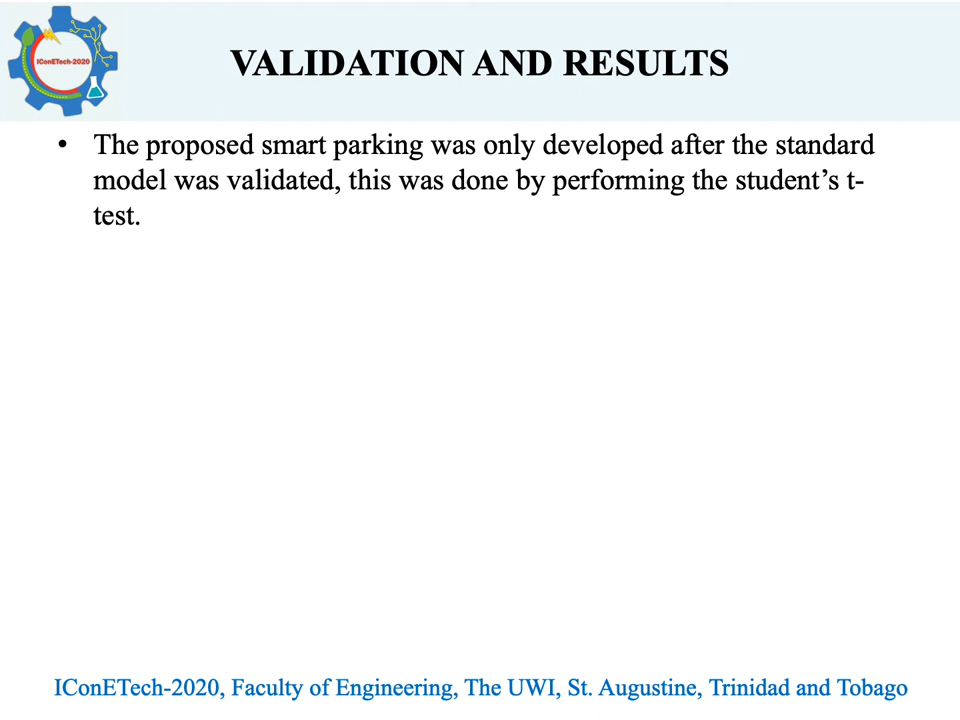 IConETech-2020
VALIDATION AND RESULTS
• The proposed smart parking was only developed after the standard
model was validated, this was done by performing the student’s t-
test.
IConETech-2020, Faculty of Engineering, The UWI, St. Augustine, Trinidad and Tobago